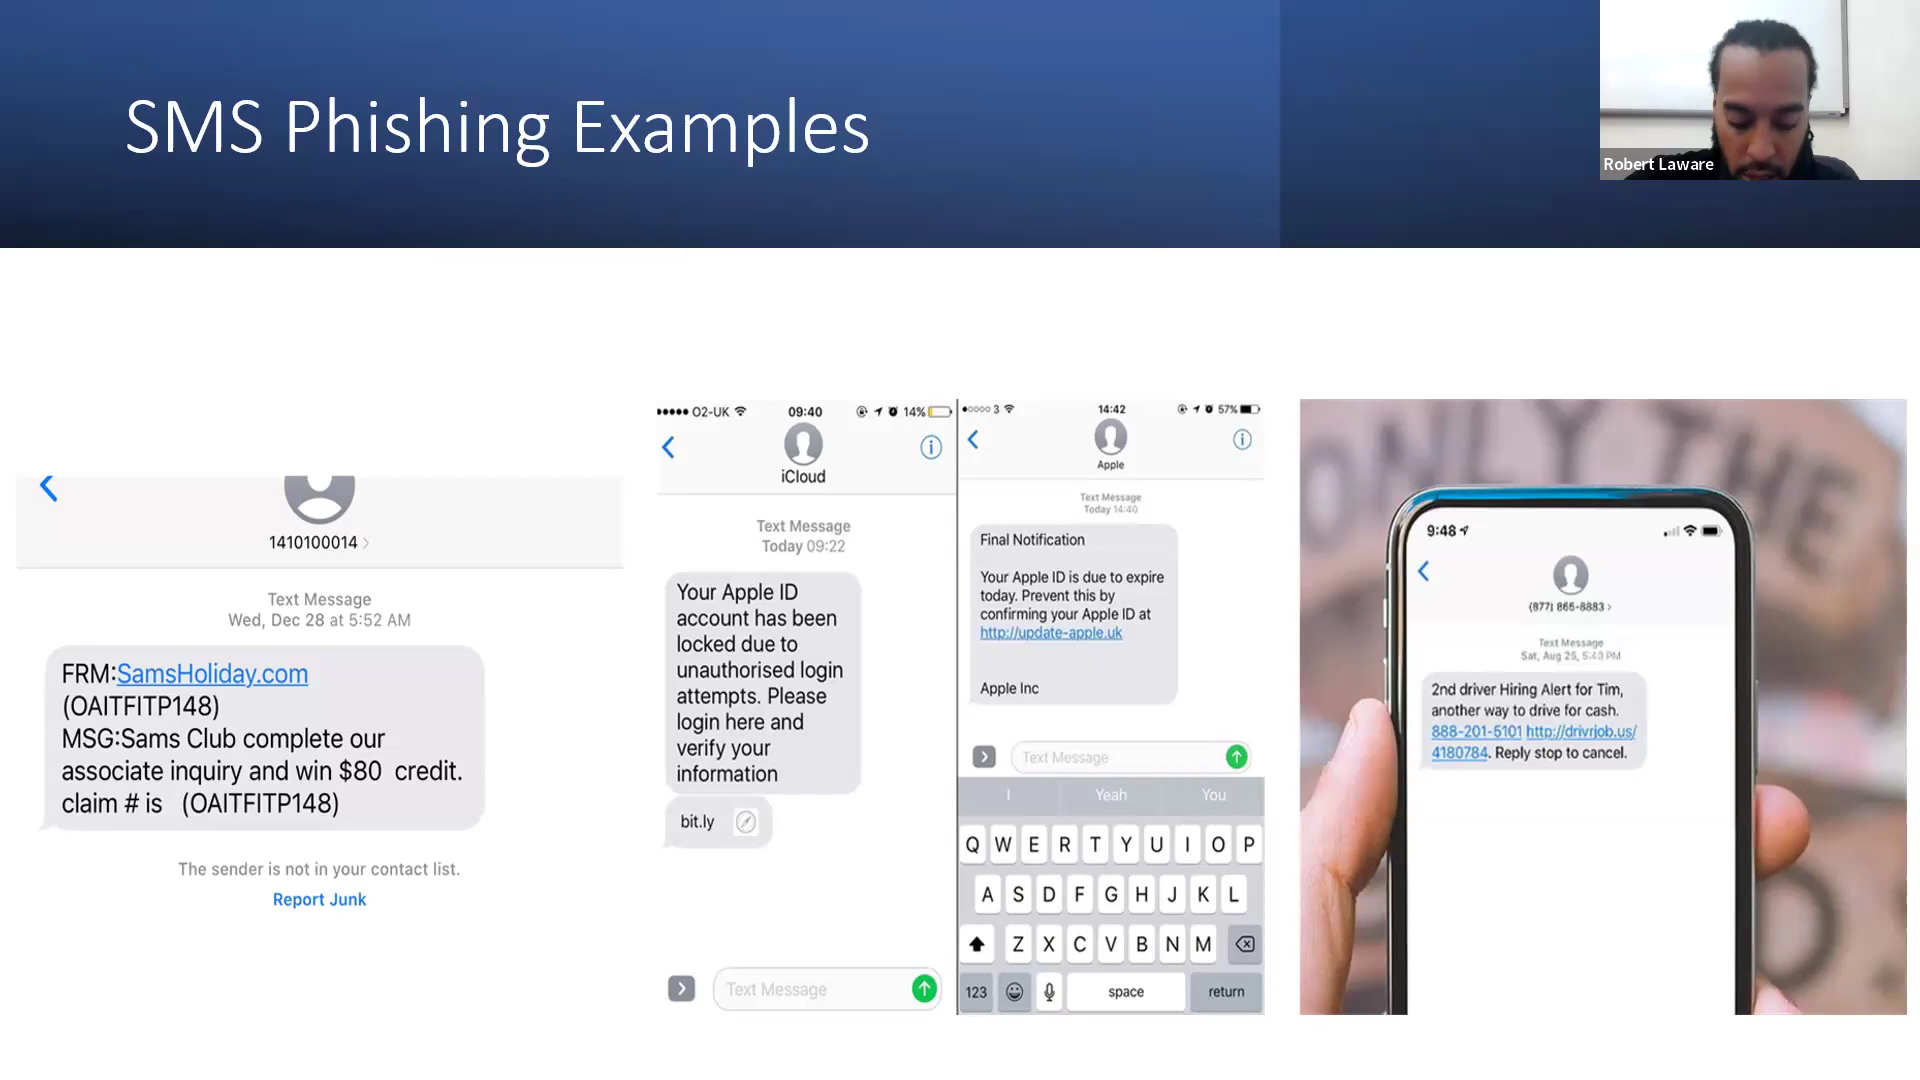 SMS Phishing Examples
Robert Laware
1410100014
Text Message
Wed, Dec 28 at 5:52 AM
FRM:SamsHoliday.com
(OAITFITP148)
MSG:Sams Club complete our
associate inquiry and win $80 credit.
claim # is (OAITFITP148)
The sender is not in your contact list.
Report Junk
O2-UK 09:40 14%
iCloud
Text Message
Today 09:22
Your Apple ID
account has been
locked due to
unauthorised login
attempts. Please
login here and
verify your
information
bit.ly
Text Message
3 14:42 57%
Apple
Text Message
Today 14:40
Final Notification
Your Apple ID is due to expire
today. Prevent this by
confirming your Apple ID at
http://update-apple.uk
Apple Inc
Text Message
I Yeah You
Q W E R T Y U I O P
A S D F G H J K L
Z X C V B N M
123 space return
ONLY THE
9:48
(877) 865-8883
Text Message
Sat, Aug 25, 5:43 PM
2nd driver Hiring Alert for Tim,
another way to drive for cash.
888-201-5101 http://drivrjob.us/
4180784. Reply stop to cancel.